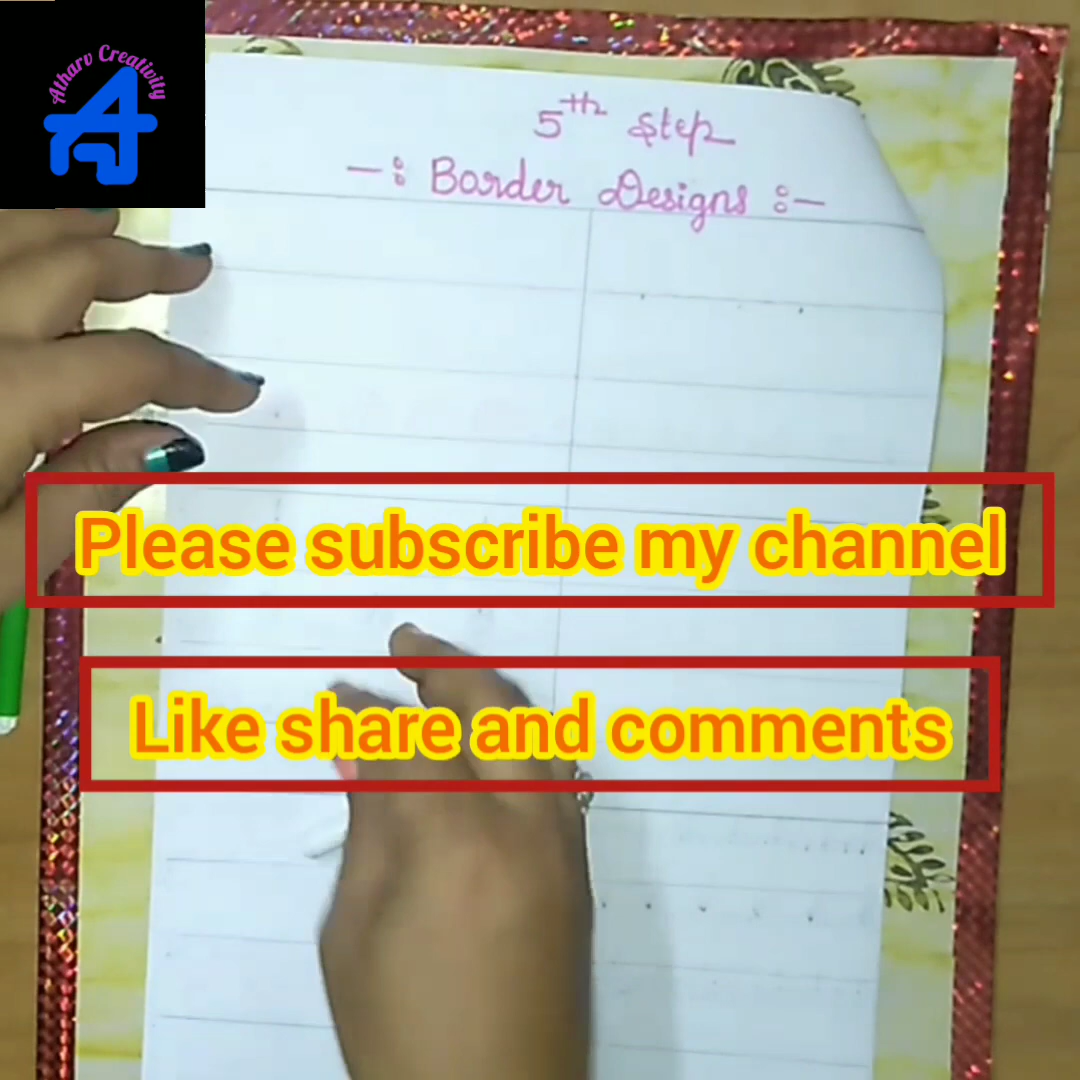 Atharv Creativity
5th Step
-: Border Designs :-
Please subscribe my channel
Like share and comments